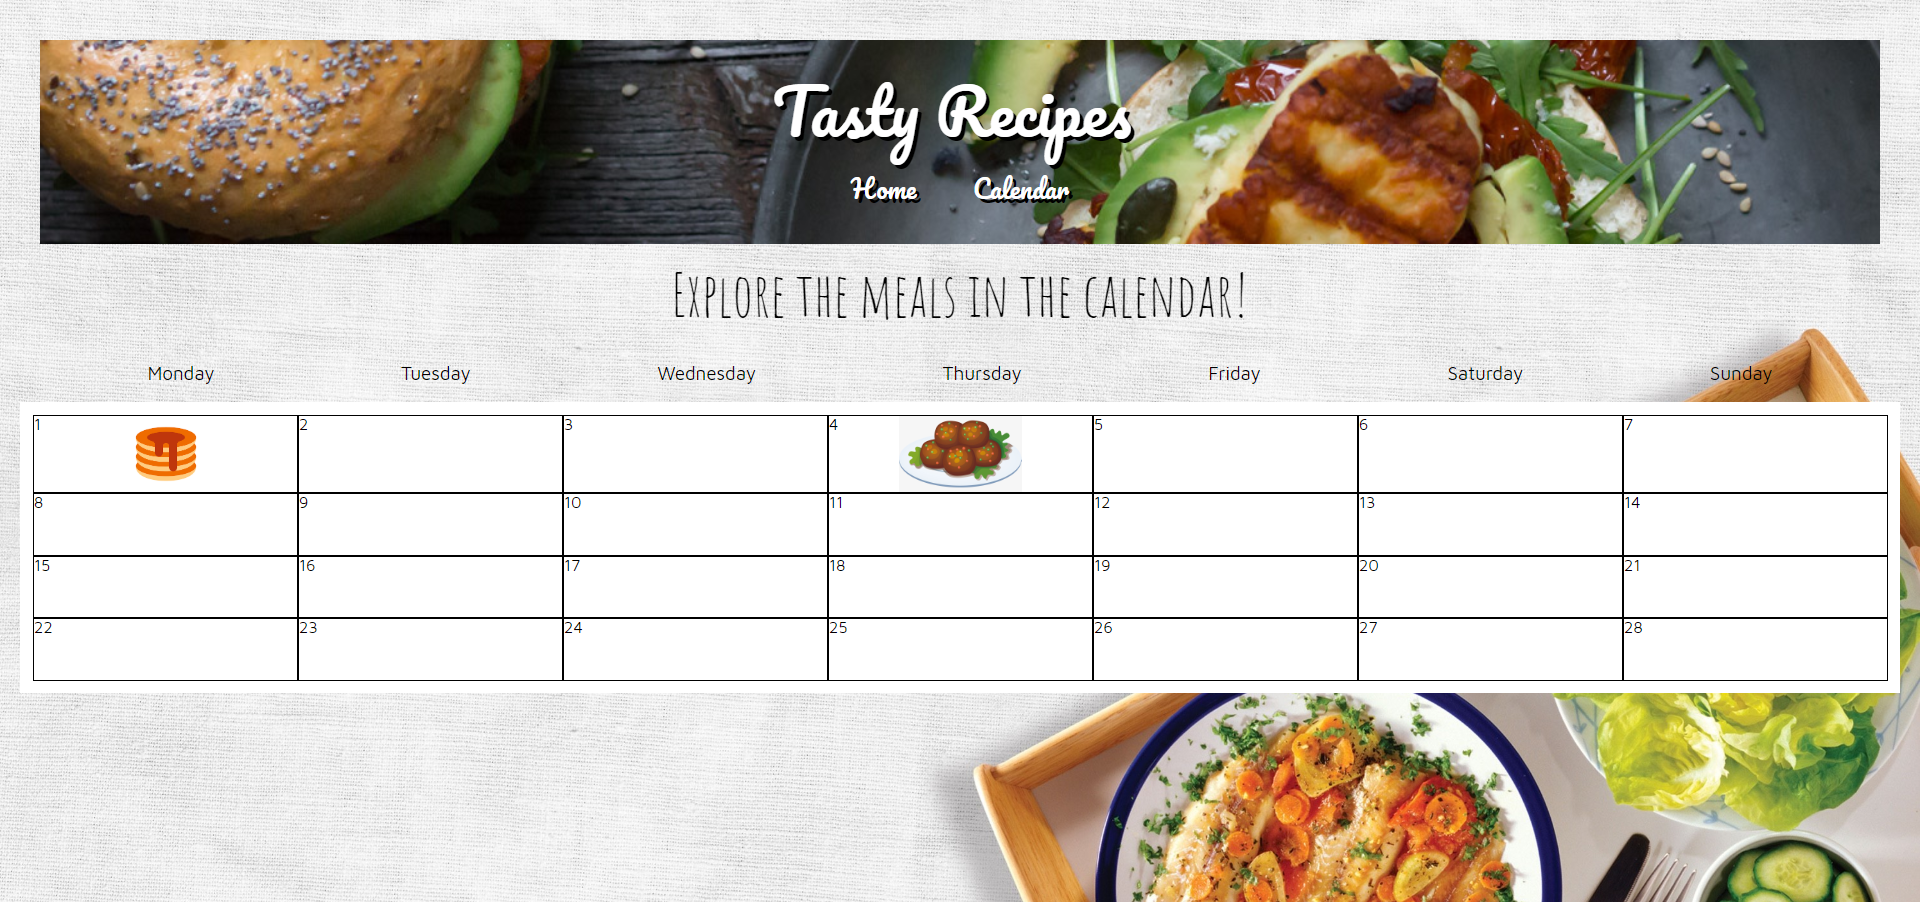 Tasty Recipes
Home Calendar
Explore the meals in the calendar!
Monday Tuesday Wednesday Thursday Friday Saturday Sunday
1 2 3 4 5 6 7
8 9 10 11 12 13 14
15 16 17 18 19 20 21
22 23 24 25 26 27 28